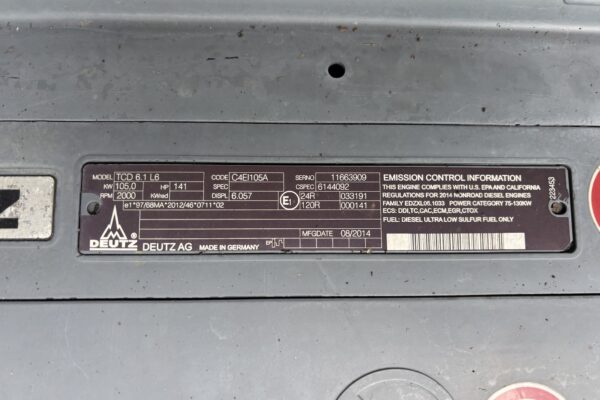 MODEL TCD 6.1 L6 CODE C4EI105A SERNO 11663909
KW 105.0 HP 141 SPEC CSPEC 6144092
RPM 2000 KWred DISPL 6.057 E1 24R 033191
e1*97/68MA*2012/46*0711*02 120R 000141
DEUTZ®
DEUTZ AG MADE IN GERMANY EP MFGDATE 08/2014
EMISSION CONTROL INFORMATION
THIS ENGINE COMPLIES WITH U.S. EPA AND CALIFORNIA
REGULATIONS FOR 2014 NONROAD DIESEL ENGINES
FAMILY EDZXL06.1033 POWER CATEGORY 75-130KW
ECS: DDI,TC,CAC,ECM,EGR,CTOX
FUEL: DIESEL ULTRA LOW SULFUR FUEL ONLY
223453